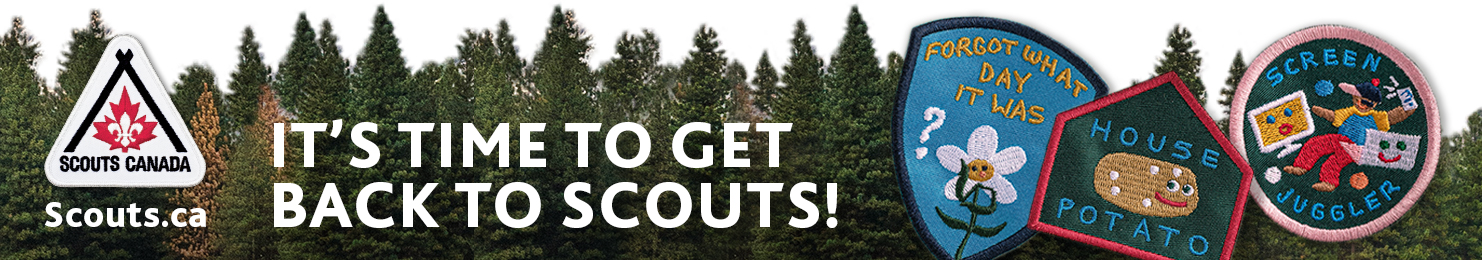 SCOUTS CANADA
Scouts.ca
IT'S TIME TO GET
BACK TO SCOUTS!
FORGOT WHAT
DAY
IT WAS
?
HOUSE
POTATO
SCREEN
JUGGLER